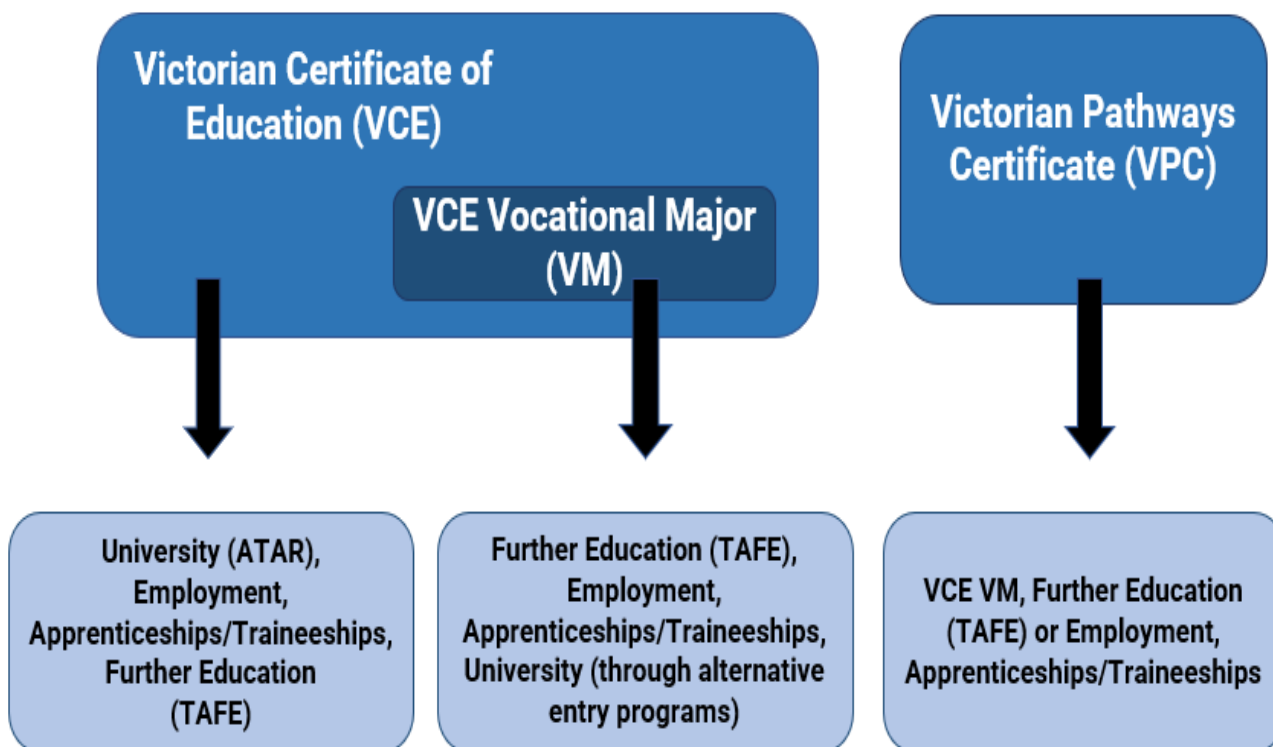 Victorian Certificate of
Education (VCE)
VCE Vocational Major
(VM)
Victorian Pathways
Certificate (VPC)
University (ATAR),
Employment,
Apprenticeships/Traineeships,
Further Education
(TAFE)
Further Education (TAFE),
Employment,
Apprenticeships/Traineeships,
University (through alternative
entry programs)
VCE VM, Further Education
(TAFE) or Employment,
Apprenticeships/Traineeships